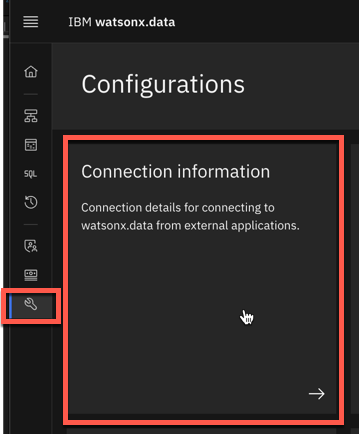 IBM watsonx.data
Configurations
Connection information
Connection details for connecting to
watsonx.data from external applications.
SQL